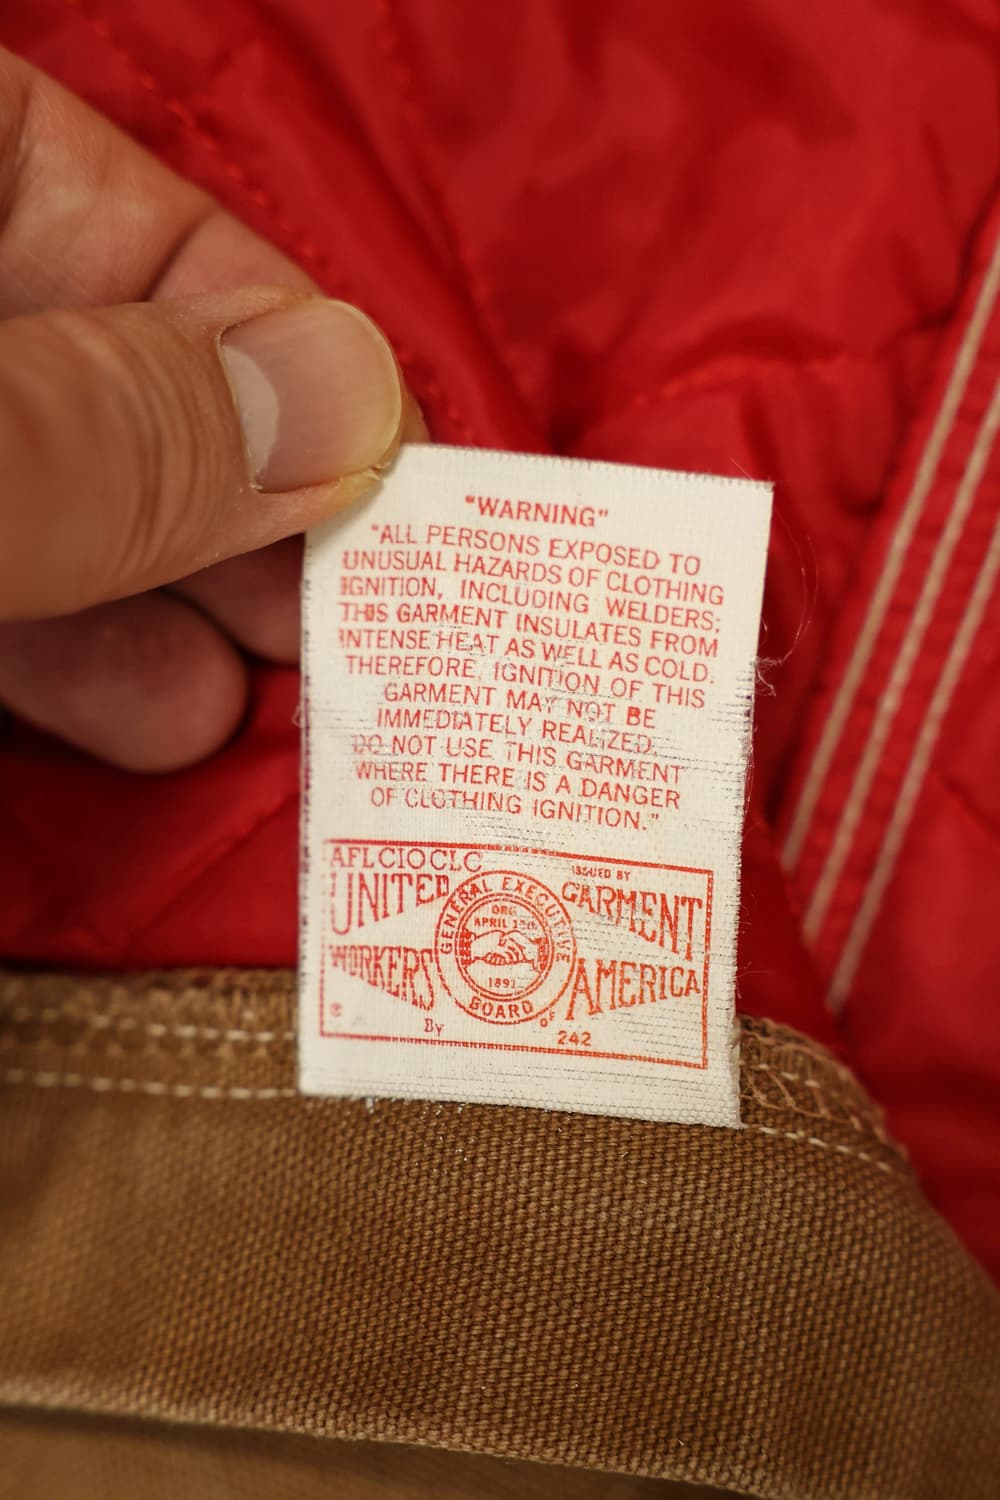 "WARNING"
"ALL PERSONS EXPOSED TO
UNUSUAL HAZARDS OF CLOTHING
IGNITION, INCLUDING WELDERS;
THIS GARMENT INSULATES FROM
INTENSE HEAT AS WELL AS COLD.
THEREFORE, IGNITION OF THIS
GARMENT MAY NOT BE
IMMEDIATELY REALIZED.
DO NOT USE THIS GARMENT
WHERE THERE IS A DANGER
OF CLOTHING IGNITION."
AFL CIO CLC
ISSUED BY
UNITED GARMENT
WORKERS OF AMERICA
GENERAL EXECUTIVE
BOARD
ORG.
APRIL
1891
©
By
242